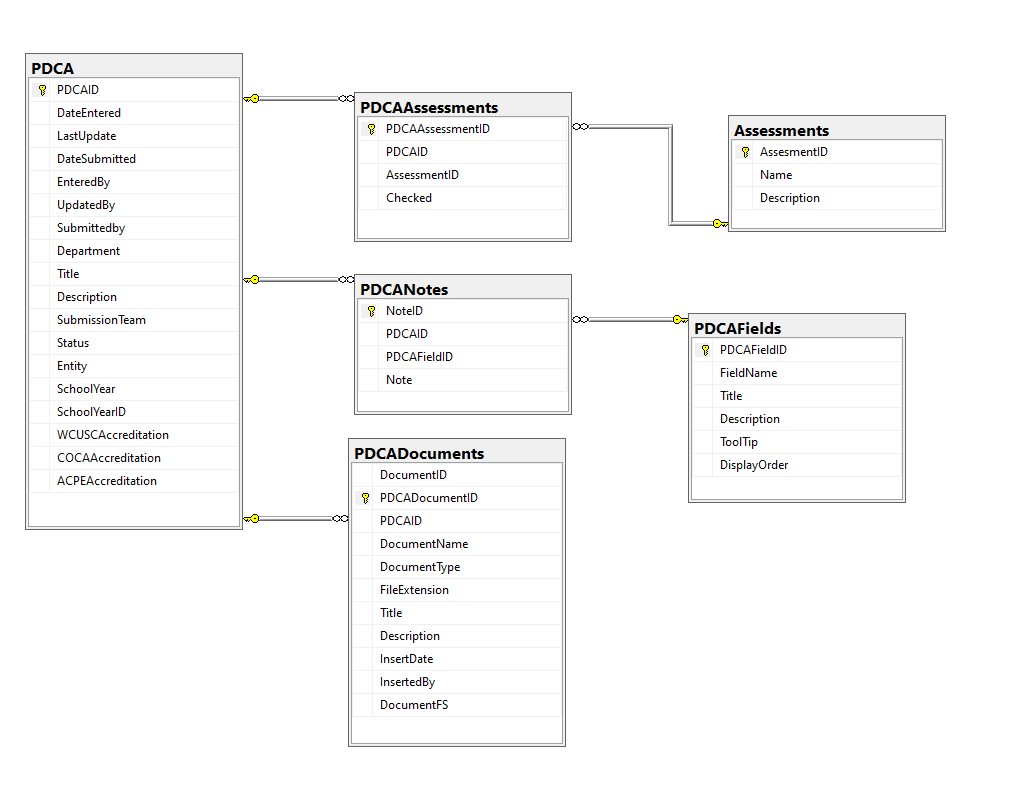 PDCA
PDCAID
DateEntered
LastUpdate
DateSubmitted
EnteredBy
UpdatedBy
Submittedby
Department
Title
Description
SubmissionTeam
Status
Entity
SchoolYear
SchoolYearID
WCUSCAccreditation
COCAAccreditation
ACPEAccreditation
PDCAAssessments
PDCAAssessmentID
PDCAID
AssessmentID
Checked
Assessments
AssesmentID
Name
Description
PDCANotes
NoteID
PDCAID
PDCAFieldID
Note
PDCAFields
PDCAFieldID
FieldName
Title
Description
ToolTip
DisplayOrder
PDCADocuments
DocumentID
PDCADocumentID
PDCAID
DocumentName
DocumentType
FileExtension
Title
Description
InsertDate
InsertedBy
DocumentFS